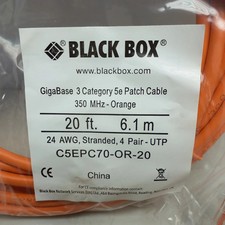 BLACK BOX®
www.blackbox.com
GigaBase 3 Category 5e Patch Cable
350 MHz - Orange
20 ft. 6.1 m
24 AWG, Stranded, 4 Pair - UTP
C5EPC70-OR-20
CE China